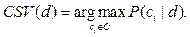 CSV(d) = arg max P(c_i | d).
c_i∈C